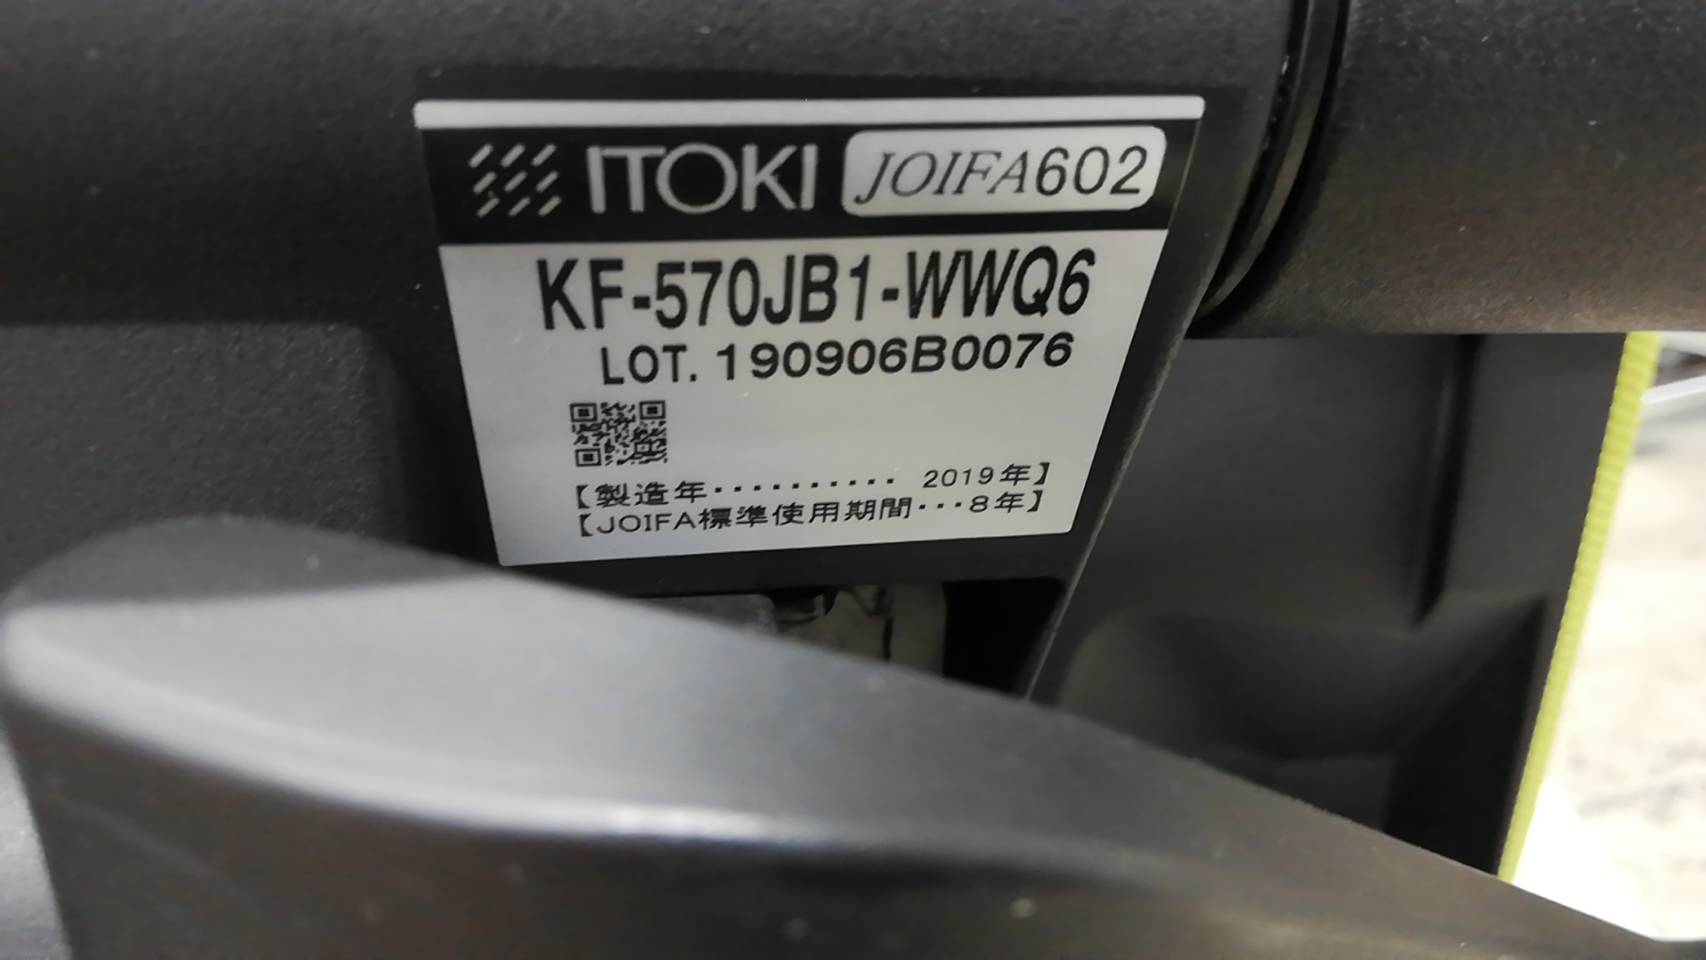 ITOKI JOIFA602
KF-570JB1-WWQ6
LOT. 190906B0076
【製造年・・・・・・・・・・ 2019年】
【JOIFA標準使用期間・・・8年】